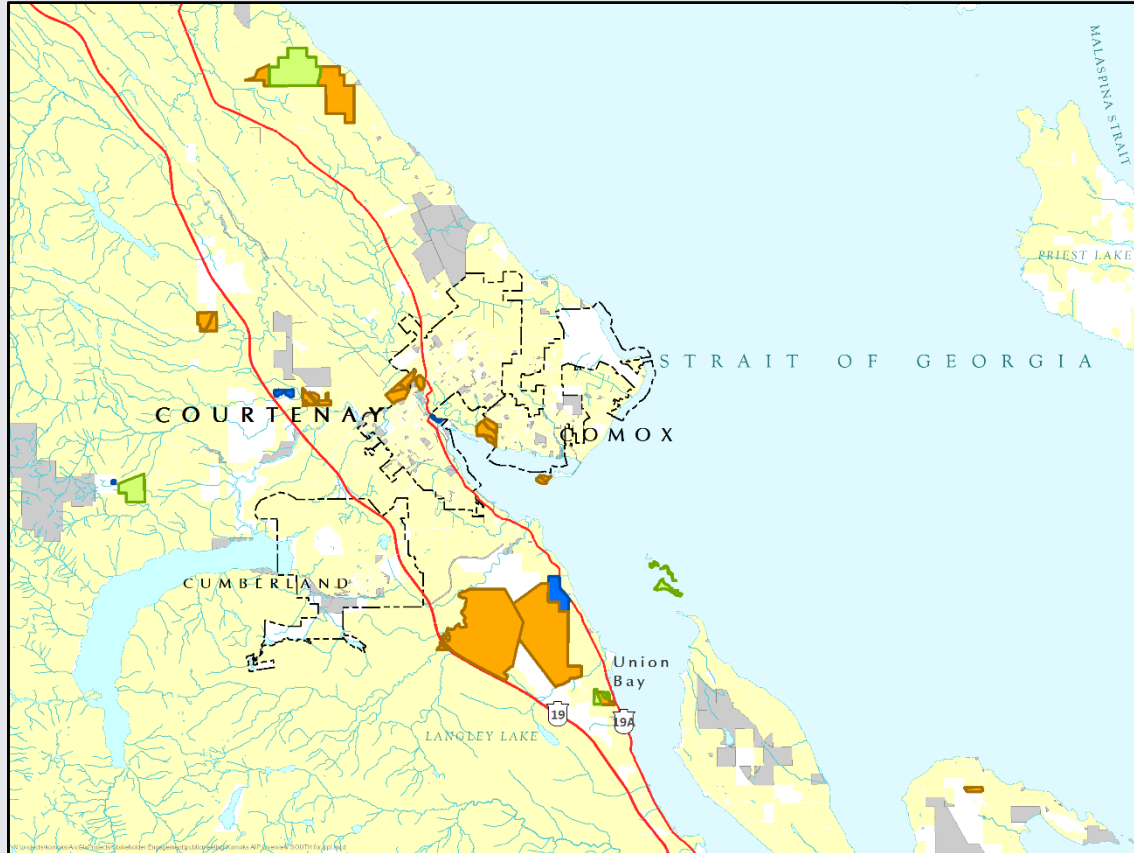 MALASPINA STRAIT
PRIEST LAKE
STRAIT OF GEORGIA
COURTENAY
COMOX
CUMBERLAND
Union
Bay
19
19A
LANGLEY LAKE